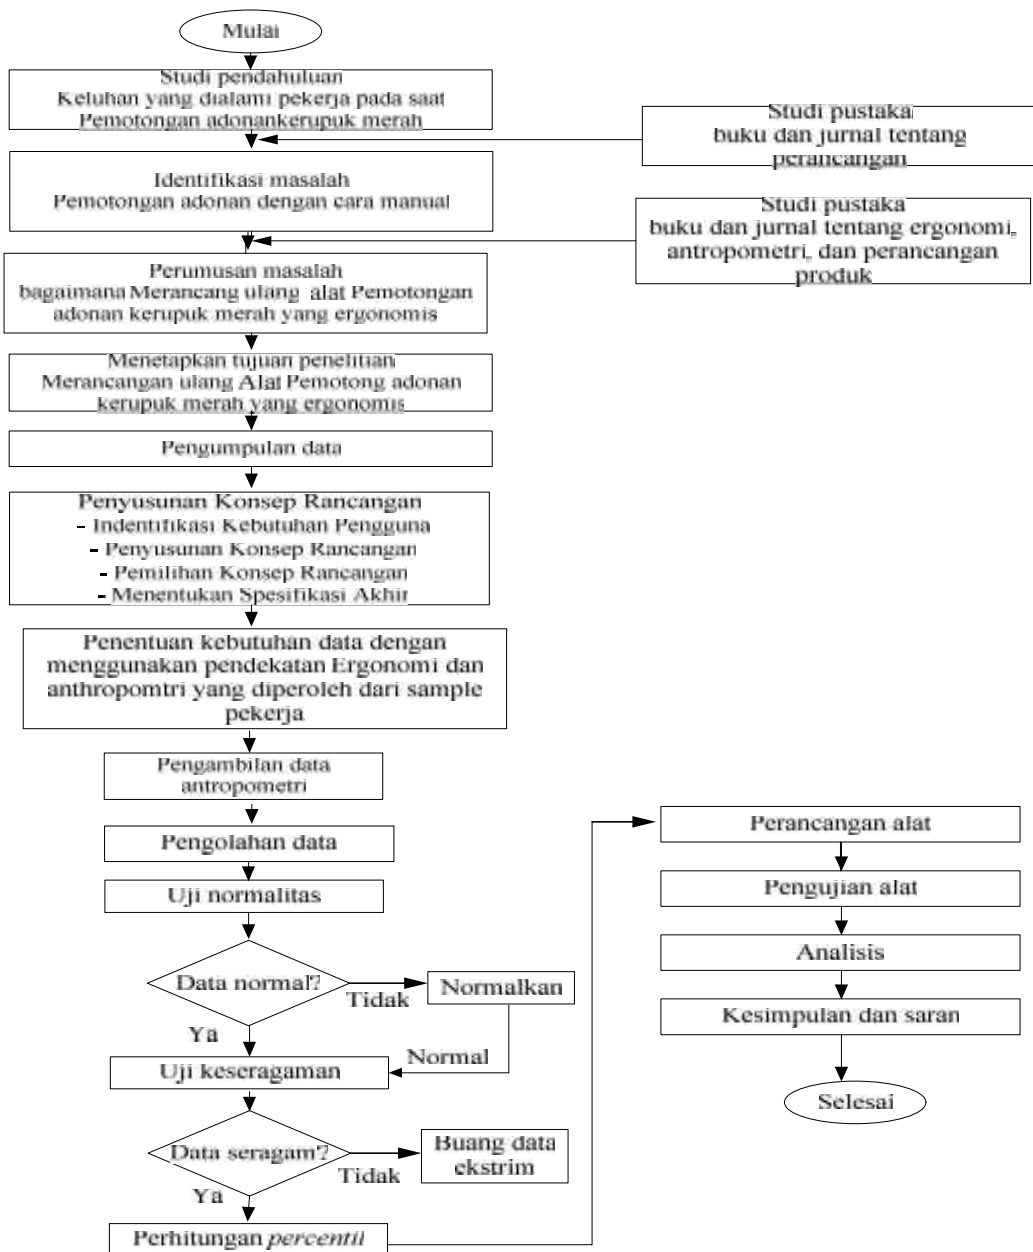 Mulai
Studi pendahuluan
Keluhan yang dialami pekerja pada saat
Pemotongan adonankerupuk merah
Studi pustaka
buku dan jurnal tentang
perancangan
Identifikasi masalah
Pemotongan adonan dengan cara manual
Studi pustaka
buku dan jurnal tentang ergonomi,
antropometri, dan perancangan
produk
Perumusan masalah
bagaimana Merancang ulang alat Pemotongan
adonan kerupuk merah yang ergonomis
Menetapkan tujuan penelitian
Merancangan ulang Alat Pemotong adonan
kerupuk merah yang ergonomis
Pengumpulan data
Penyusunan Konsep Rancangan
- Indentifikasi Kebutuhan Pengguna
- Penyusunan Konsep Rancangan
- Pemilihan Konsep Rancangan
- Menentukan Spesifikasi Akhir
Penentuan kebutuhan data dengan
menggunakan pendekatan Ergonomi dan
anthropomtri yang diperoleh dari sample
pekerja
Pengambilan data
antropometri
Pengolahan data
Uji normalitas
Data normal?
Tidak
Normalkan
Ya
Normal
Uji keseragaman
Data seragam?
Tidak
Buang data
ekstrim
Ya
Perhitungan percentil
Perancangan alat
Pengujian alat
Analisis
Kesimpulan dan saran
Selesai